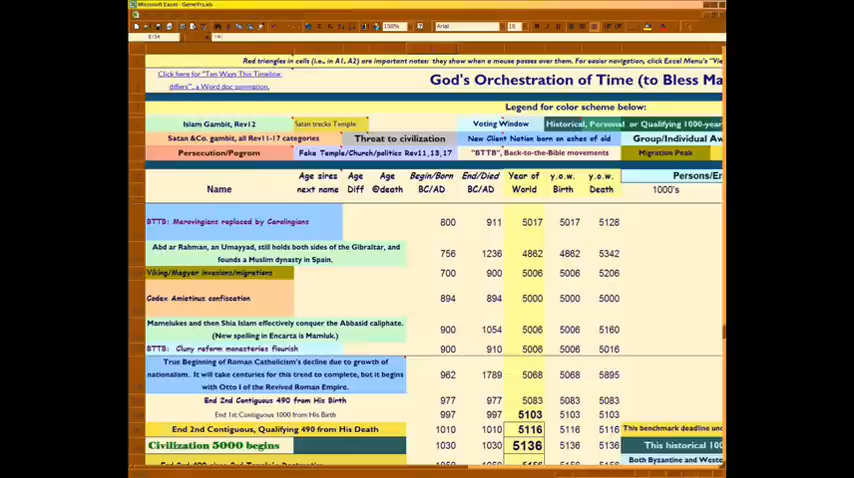 Microsoft Excel - GeneYrs.xls
150%
Arial
10
Red triangles in cells (i.e., in A1, A2) are important notes: they show when a mouse passes over them. For easier navigation, click Excel Menu's "Vie
Click here for "Ten Ways This Timeline
differs", a Word doc summation.
God's Orchestration of Time (to Bless Ma
Legend for color scheme below:
Islam Gambit, Rev12 Satan tracks Temple Voting Window Historical, Personal or Qualifying 1000-year
Satan &Co. gambit, all Rev11-17 categories Threat to civilization New Client Nation born on ashes of old Group/Individual Aw
Persecution/Pogrom Fake Temple/Church/politics Rev11,13,17 "BTTB", Back-to-the-Bible movements Migration Peak
Age sires Age Age Begin/Born End/Died Year of y.o.w. y.o.w. Persons/En
Name next name Diff @death BC/AD BC/AD World Birth Death 1000's
BTTB: Merovingians replaced by Carolingians 800 911 5017 5017 5128
Abd ar Rahman, an Umayyad, still holds both sides of the Gibraltar, and
founds a Muslim dynasty in Spain. 756 1236 4862 4862 5342
Viking/Magyar invasions/migrations 700 900 5006 5006 5206
Codex Amiatinus confiscation 894 894 5000 5000 5000
Mamelukes and then Shia Islam effectively conquer the Abbasid caliphate.
(New spelling in Encarta is Mamluk.) 900 1054 5006 5006 5160
BTTB: Cluny reform monasteries flourish 900 910 5006 5006 5016
True Beginning of Roman Catholicism's decline due to growth of
nationalism. It will take centuries for this trend to complete, but it begins
with Otto I of the Revived Roman Empire. 962 1789 5068 5068 5895
End 2nd Contiguous 490 from His Birth 977 977 5083 5083 5083
End 1st Contiguous 1000 from His Birth 997 997 5103 5103 5103
End 2nd Contiguous, Qualifying 490 from His Death 1010 1010 5116 5116 5116 This benchmark deadline un
Civilization 5000 begins 1030 1030 5136 5136 5136 This historical 100
Both Byzantine and Weste